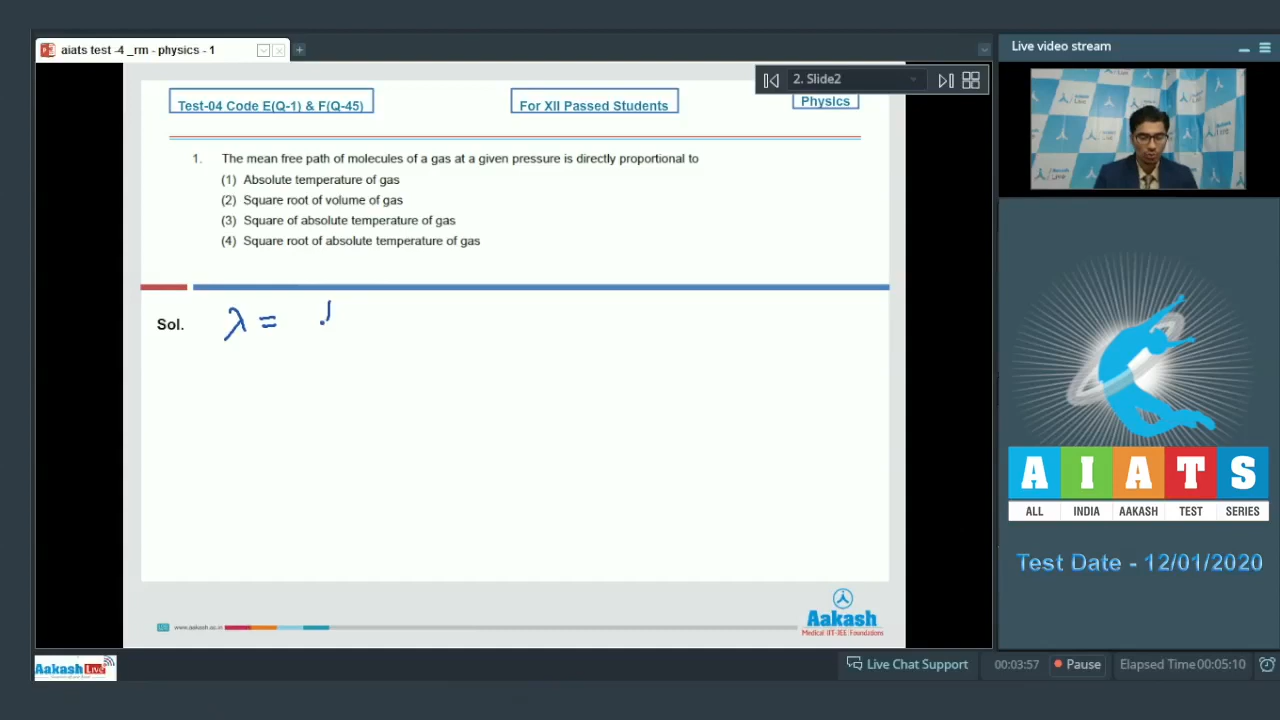 aiats test -4 _rm - physics - 1
Live video stream
2. Slide2
Test-04 Code E(Q-1) & F(Q-45)
For XII Passed Students
Physics
1. The mean free path of molecules of a gas at a given pressure is directly proportional to
(1) Absolute temperature of gas
(2) Square root of volume of gas
(3) Square of absolute temperature of gas
(4) Square root of absolute temperature of gas
Sol. λ =
A I A T S
ALL INDIA AAKASH TEST SERIES
Test Date - 12/01/2020
Aakash
Medical|IIT-JEE|Foundations
www.aakash.ac.in
Aakash Live
Live Chat Support
00:03:57
Pause
Elapsed Time 00:05:10